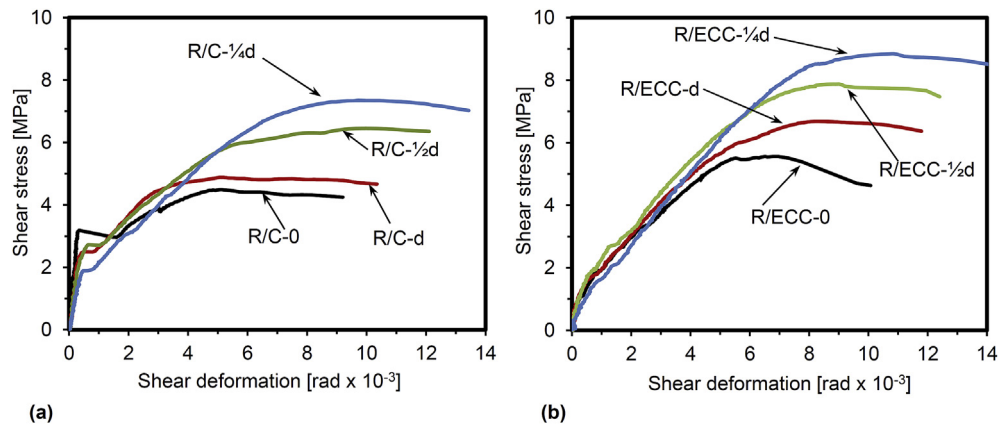 10
8
6
4
2
0
Shear stress [MPa]
R/C-¼d
R/C-½d
R/C-0
R/C-d
0 2 4 6 8 10 12 14
Shear deformation [rad x 10-3]
(a)
10
8
6
4
2
0
Shear stress [MPa]
R/ECC-¼d
R/ECC-d
R/ECC-½d
R/ECC-0
0 2 4 6 8 10 12 14
Shear deformation [rad x 10-3]
(b)